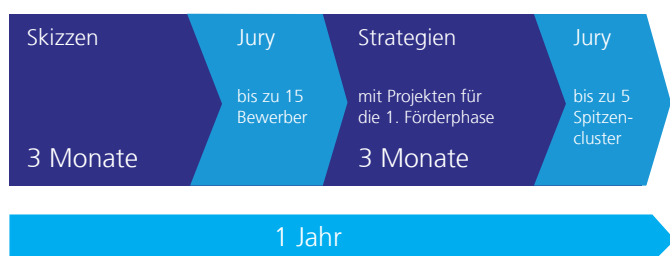 Skizzen
3 Monate
Jury
bis zu 15
Bewerber
Strategien
mit Projekten für
die 1. Förderphase
3 Monate
Jury
bis zu 5
Spitzen-
cluster
1 Jahr